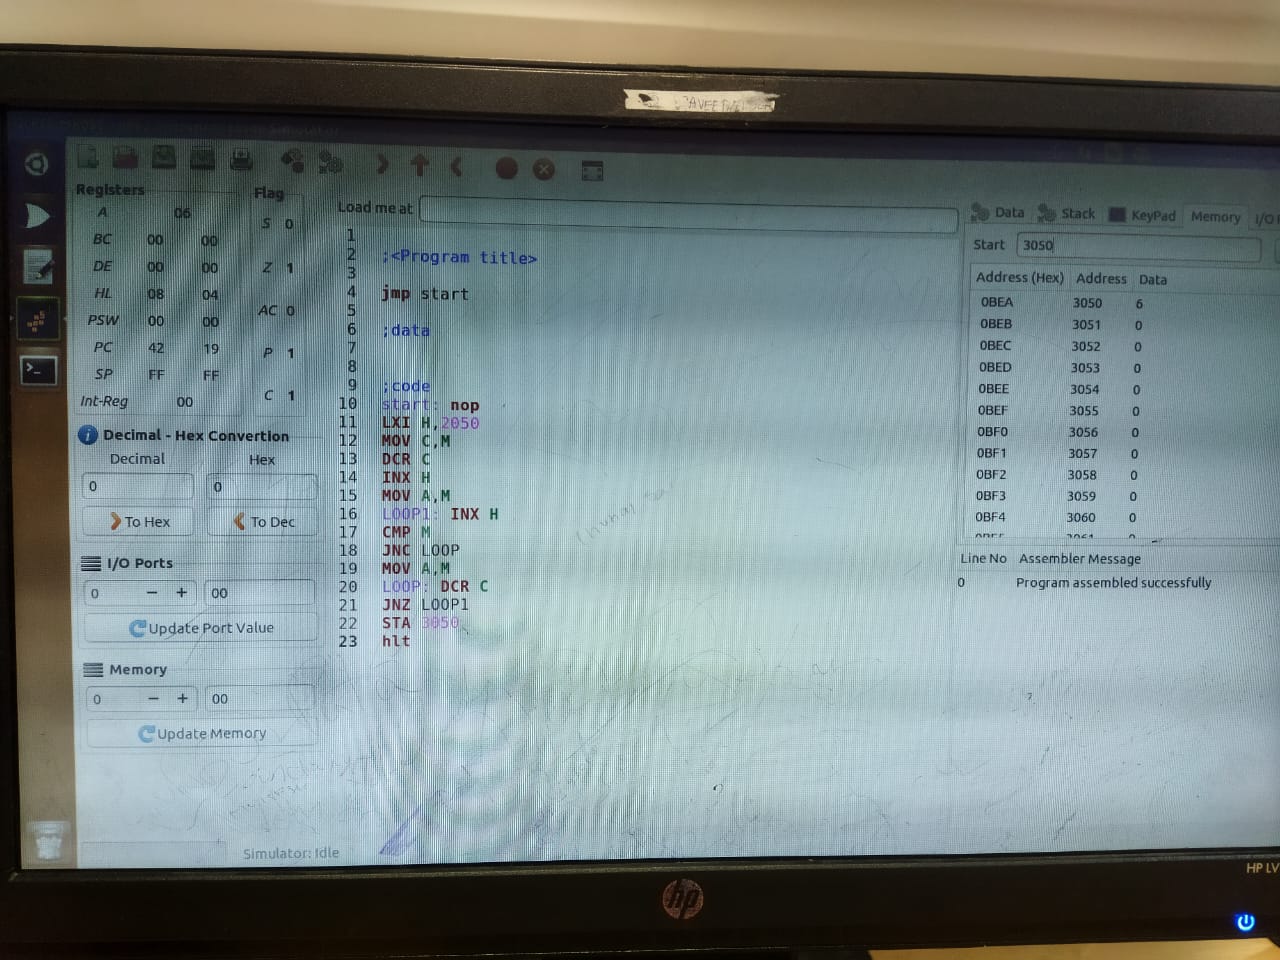 Registers
A 06
BC 00 00
DE 00 00
HL 08 04
PSW 00 00
PC 42 19
SP FF FF
Int-Reg 00
Flag
S 0
Z 1
AC 0
P 1
C 1
Decimal - Hex Convertion
Decimal Hex
0 0
To Hex To Dec
I/O Ports
0 − + 00
Update Port Value
Memory
0 − + 00
Update Memory
Simulator: Idle
Load me at
1
2 ;<Program title>
3
4 jmp start
5
6 ;data
7
8
9 ;code
10 start: nop
11 LXI H,2050
12 MOV C,M
13 DCR C
14 INX H
15 MOV A,M
16 LOOP1: INX H
17 CMP M
18 JNC LOOP
19 MOV A,M
20 LOOP: DCR C
21 JNZ LOOP1
22 STA 3050
23 hlt
Data Stack KeyPad Memory I/O
Start 3050
Address (Hex) Address Data
0BEA 3050 6
0BEB 3051 0
0BEC 3052 0
0BED 3053 0
0BEE 3054 0
0BEF 3055 0
0BF0 3056 0
0BF1 3057 0
0BF2 3058 0
0BF3 3059 0
0BF4 3060 0
Line No Assembler Message
0 Program assembled successfully
hp
HP LV